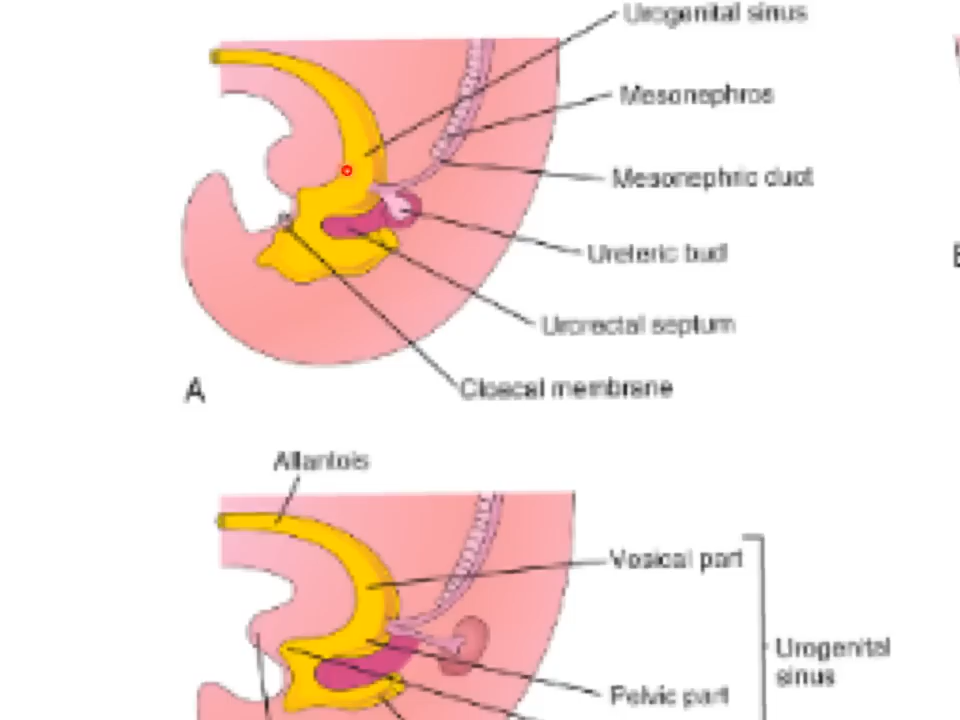 Urogenital sinus
Mesonephros
Mesonephric duct
Ureteric bud
Urorectal septum
Cloacal membrane
A
Allantois
Vesical part
Urogenital
sinus
Pelvic part